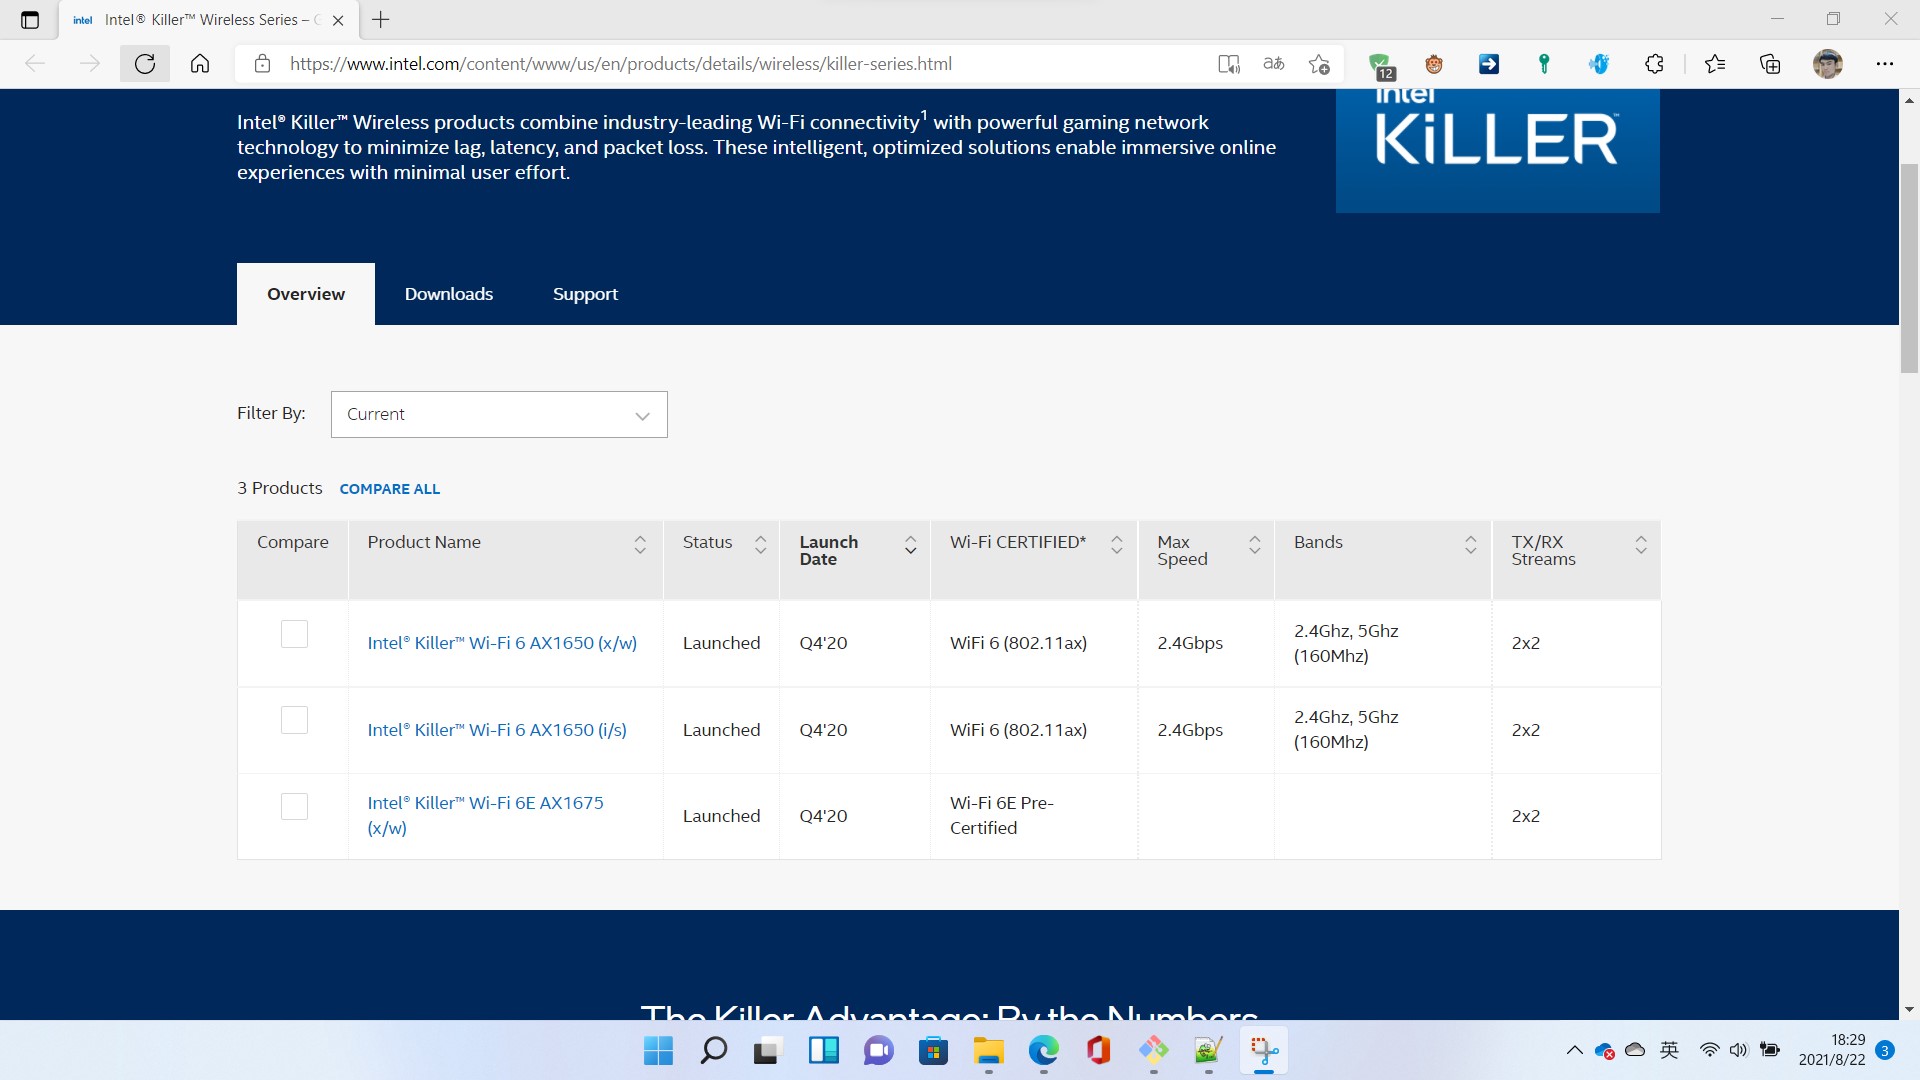 intel Intel® Killer™ Wireless Series –
https://www.intel.com/content/www/us/en/products/details/wireless/killer-series.html
aあ
12
Intel® Killer™ Wireless products combine industry-leading Wi-Fi connectivity1 with powerful gaming network
technology to minimize lag, latency, and packet loss. These intelligent, optimized solutions enable immersive online
experiences with minimal user effort.
intel
KiLLER™
Overview Downloads Support
Filter By: Current
3 Products COMPARE ALL
Compare Product Name Status Launch Date Wi-Fi CERTIFIED* Max Speed Bands TX/RX Streams
Intel® Killer™ Wi-Fi 6 AX1650 (x/w) Launched Q4'20 WiFi 6 (802.11ax) 2.4Gbps 2.4Ghz, 5Ghz (160Mhz) 2x2
Intel® Killer™ Wi-Fi 6 AX1650 (i/s) Launched Q4'20 WiFi 6 (802.11ax) 2.4Gbps 2.4Ghz, 5Ghz (160Mhz) 2x2
Intel® Killer™ Wi-Fi 6E AX1675 (x/w) Launched Q4'20 Wi-Fi 6E Pre-Certified 2x2
The Killer Advantage: By the Numbers
英
18:29
2021/8/22
3